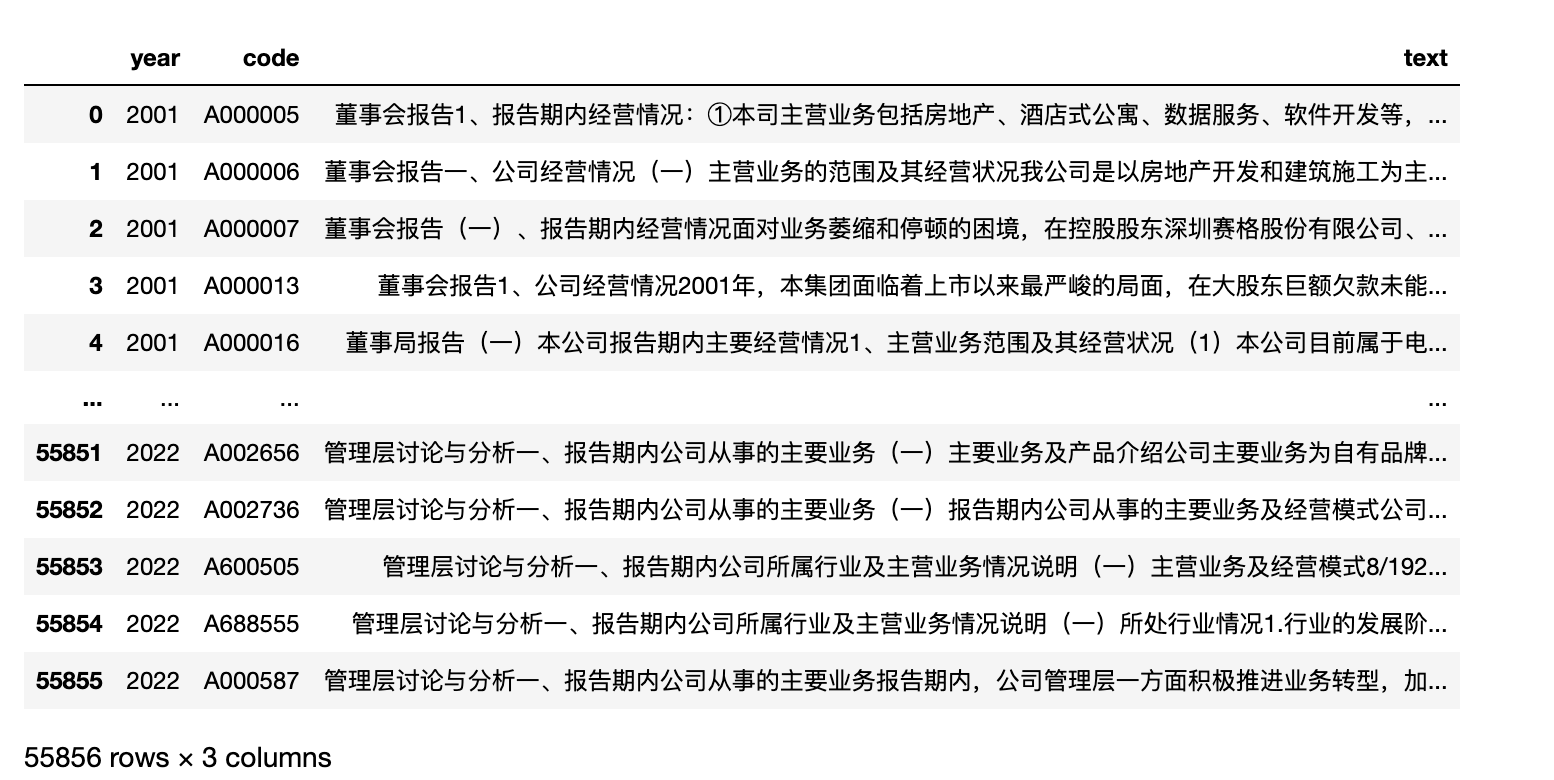 year code text
0 2001 A000005 董事会报告1、报告期内经营情况：①本司主营业务包括房地产、酒店式公寓、数据服务、软件开发等，...
1 2001 A000006 董事会报告一、公司经营情况（一）主营业务的范围及其经营状况我公司是以房地产开发和建筑施工为主...
2 2001 A000007 董事会报告（一）、报告期内经营情况面对业务萎缩和停顿的困境，在控股股东深圳赛格股份有限公司、...
3 2001 A000013 董事会报告1、公司经营情况2001年，本集团面临着上市以来最严峻的局面，在大股东巨额欠款未能...
4 2001 A000016 董事局报告（一）本公司报告期内主要经营情况1、主营业务范围及其经营状况（1）本公司目前属于电...
... ... ... ...
55851 2022 A002656 管理层讨论与分析一、报告期内公司从事的主要业务（一）主要业务及产品介绍公司主要业务为自有品牌...
55852 2022 A002736 管理层讨论与分析一、报告期内公司从事的主要业务（一）报告期内公司从事的主要业务及经营模式公司...
55853 2022 A600505 管理层讨论与分析一、报告期内公司所属行业及主营业务情况说明（一）主营业务及经营模式8/192...
55854 2022 A688555 管理层讨论与分析一、报告期内公司所属行业及主营业务情况说明（一）所处行业情况1.行业的发展阶...
55855 2022 A000587 管理层讨论与分析一、报告期内公司从事的主要业务报告期内，公司管理层一方面积极推进业务转型，加...
55856 rows × 3 columns